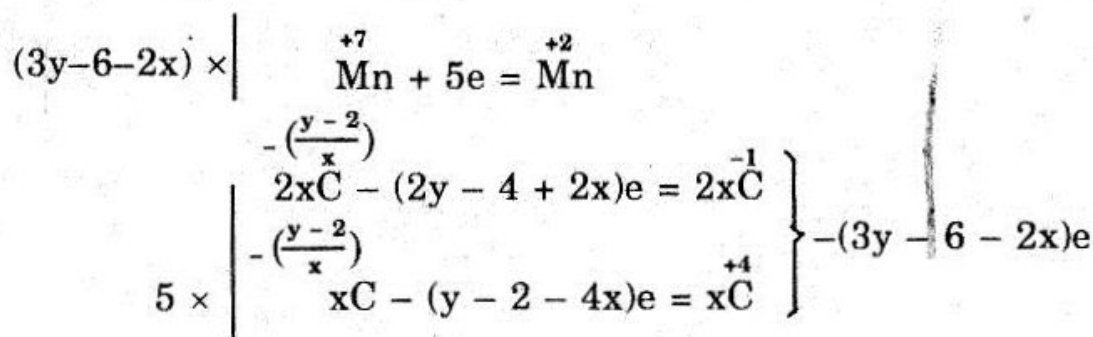 +7 +2
(3y–6–2x) × | Mn + 5e = Mn
- (y - 2 / x) -1
2xC – (2y – 4 + 2x)e = 2xC
- (y - 2 / x) } –(3y – 6 – 2x)e
+4
5 × | xC – (y – 2 – 4x)e = xC